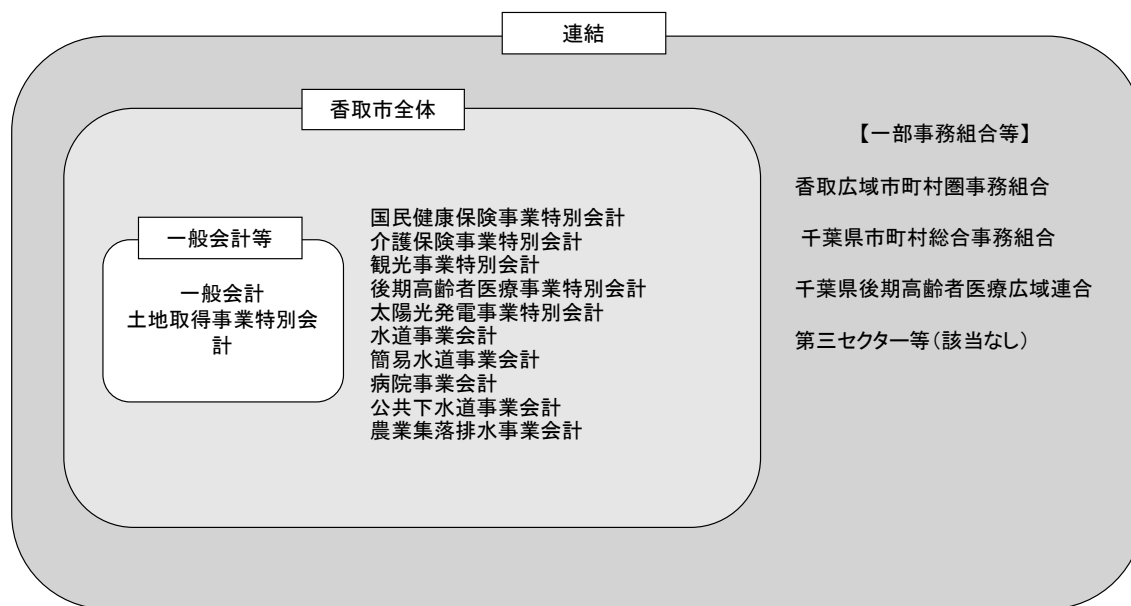 連結
香取市全体
一般会計等
一般会計
土地取得事業特別会
計
国民健康保険事業特別会計
介護保険事業特別会計
観光事業特別会計
後期高齢者医療事業特別会計
太陽光発電事業特別会計
水道事業会計
簡易水道事業会計
病院事業会計
公共下水道事業会計
農業集落排水事業会計
【一部事務組合等】
香取広域市町村圏事務組合
千葉県市町村総合事務組合
千葉県後期高齢者医療広域連合
第三セクター等(該当なし)